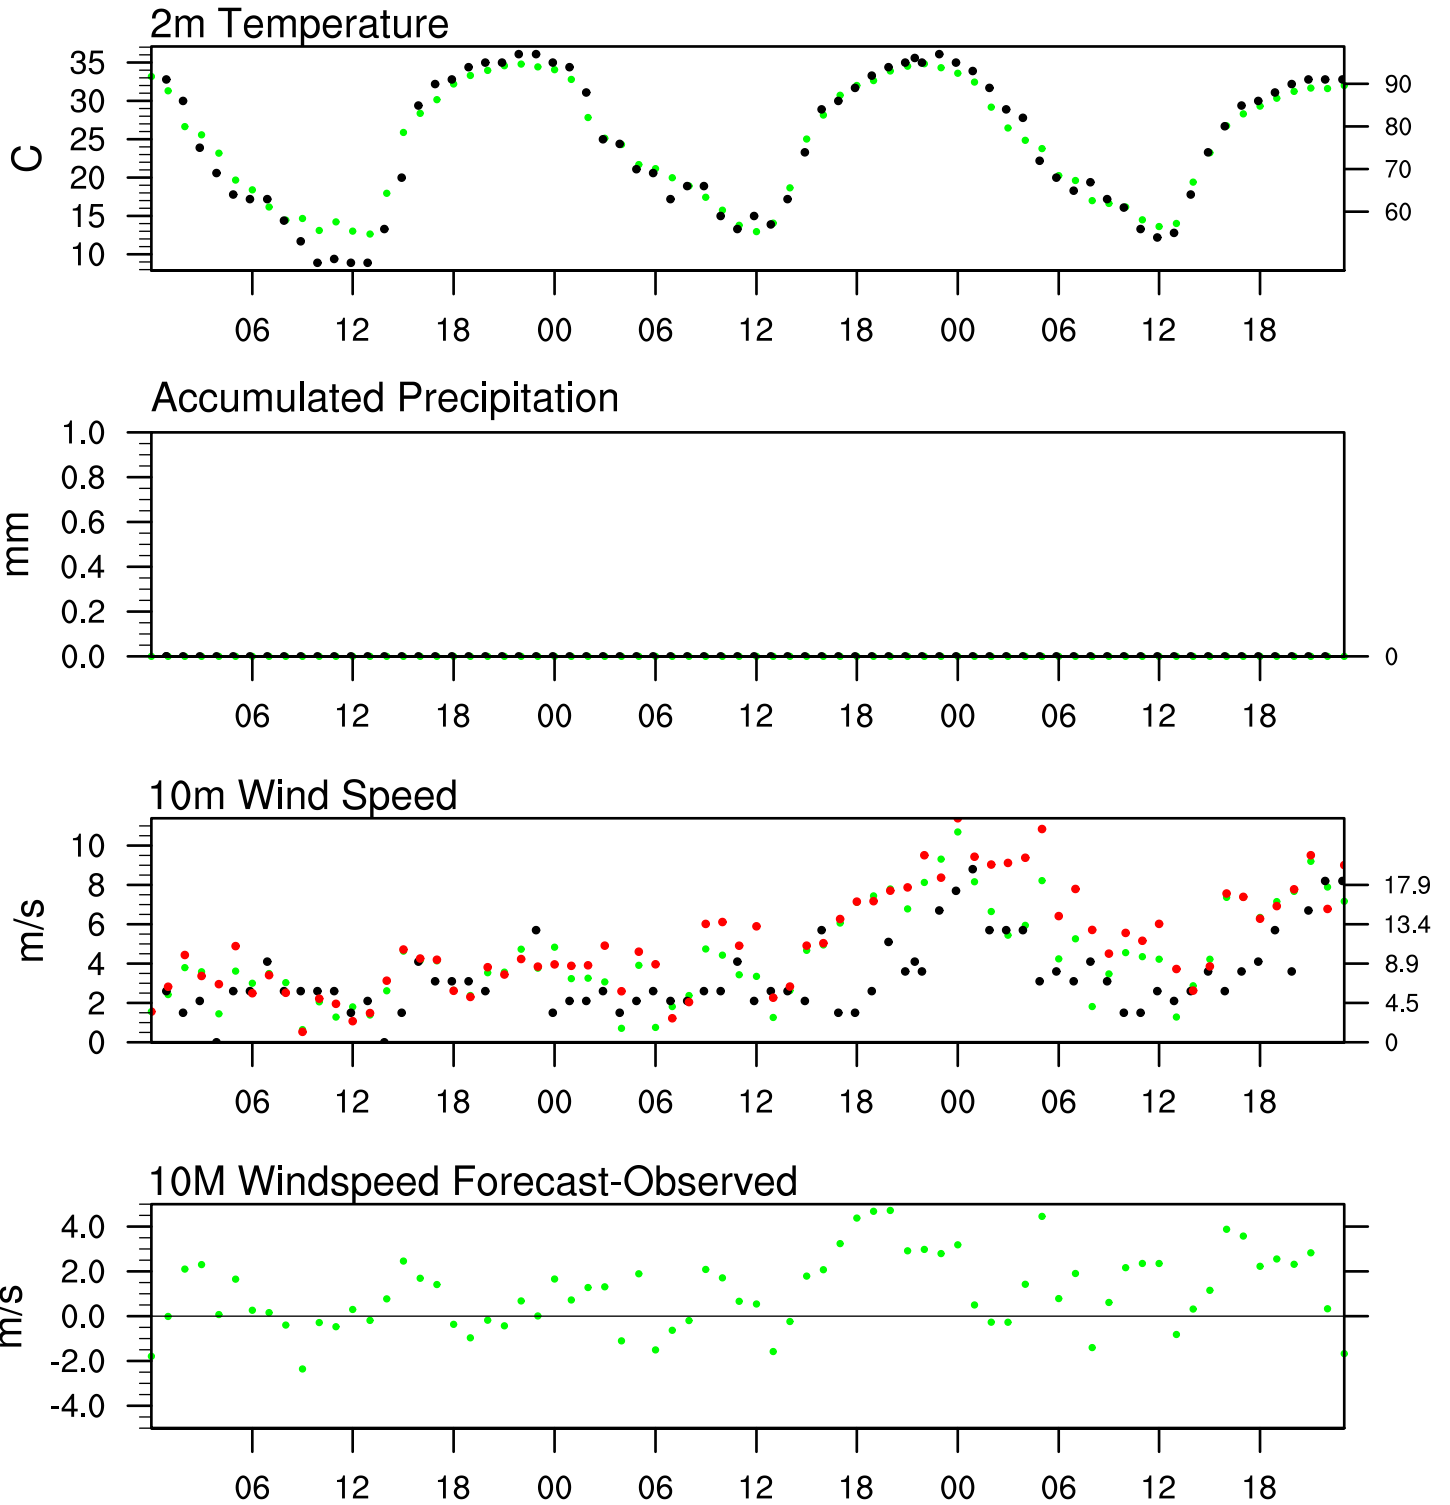 2m Temperature
35
30
25
20
15
10
C
90
80
70
60
06 12 18 00 06 12 18 00 06 12 18
Accumulated Precipitation
1.0
0.8
0.6
0.4
0.2
0.0
mm
0
06 12 18 00 06 12 18 00 06 12 18
10m Wind Speed
10
8
6
4
2
0
m/s
17.9
13.4
8.9
4.5
0
06 12 18 00 06 12 18 00 06 12 18
10M Windspeed Forecast-Observed
4.0
2.0
0.0
-2.0
-4.0
m/s
06 12 18 00 06 12 18 00 06 12 18